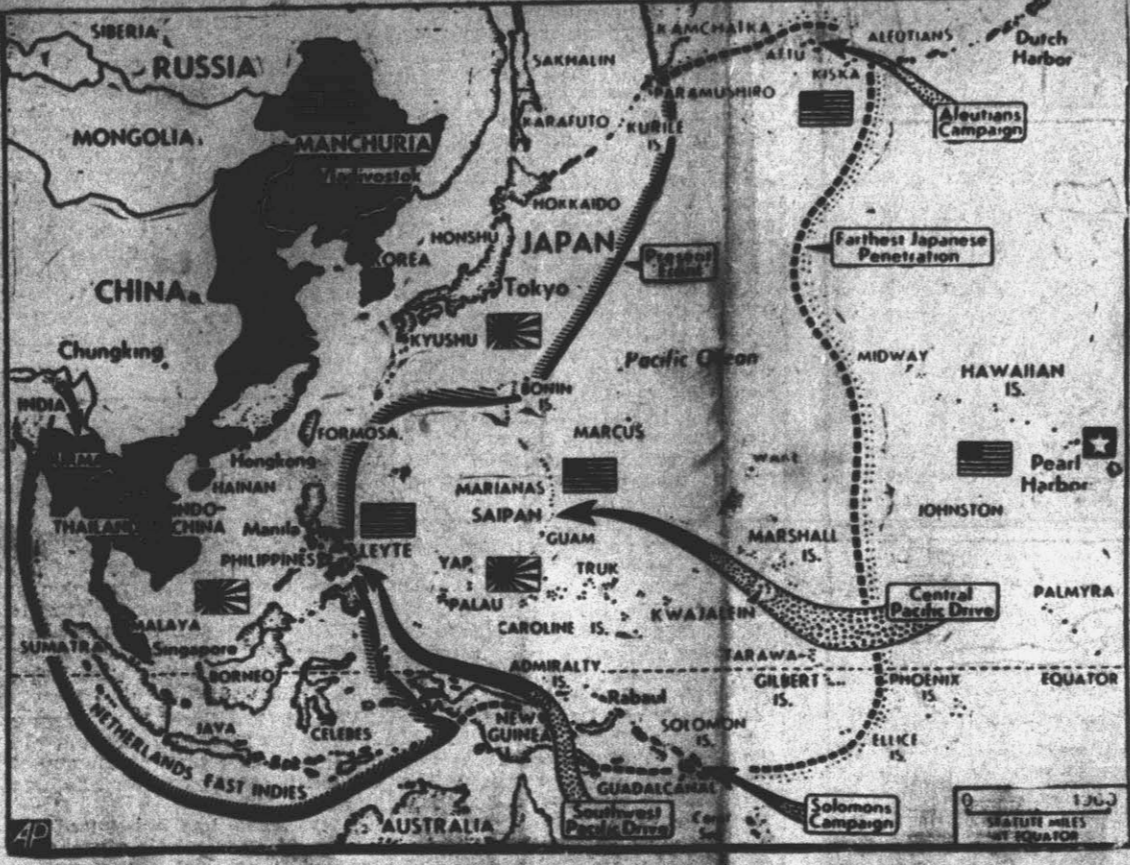 SIBERIA
RUSSIA
MONGOLIA
MANCHURIA
Vladivostok
SAKHALIN
KARAFUTO
KAMCHATKA
ATTU
ALEUTIANS
Dutch
Harbor
KISKA
PARAMUSHIRO
KURILE
IS.
Aleutians
Campaign
HOKKAIDO
HONSHU
JAPAN
KOREA
Tokyo
KYUSHU
CHINA
Chungking
Present
Front
Farthest Japanese
Penetration
Pacific Ocean
MIDWAY
HAWAIIAN
IS.
BONIN
IS.
INDIA
FORMOSA
MARCUS
WAKE
Pearl
Harbor
Hongkong
HAINAN
MARIANAS
SAIPAN
GUAM
JOHNSTON
THAILAND
INDO-
CHINA
Manila
LEYTE
PHILIPPINES
MARSHALL
IS.
YAP
TRUK
PALAU
KWAJALEIN
Central
Pacific Drive
PALMYRA
MALAYA
CAROLINE IS.
SUMATRA
Singapore
BORNEO
ADMIRALTY
IS.
TARAWA
GILBERT
IS.
PHOENIX
IS.
EQUATOR
Rabaul
NEW
GUINEA
SOLOMON
IS.
JAVA
CELEBES
NETHERLANDS EAST INDIES
ELLICE
IS.
GUADALCANAL
AUSTRALIA
Southwest
Pacific Drive
Solomons
Campaign
0 1000
STATUTE MILES
AT EQUATOR
AP